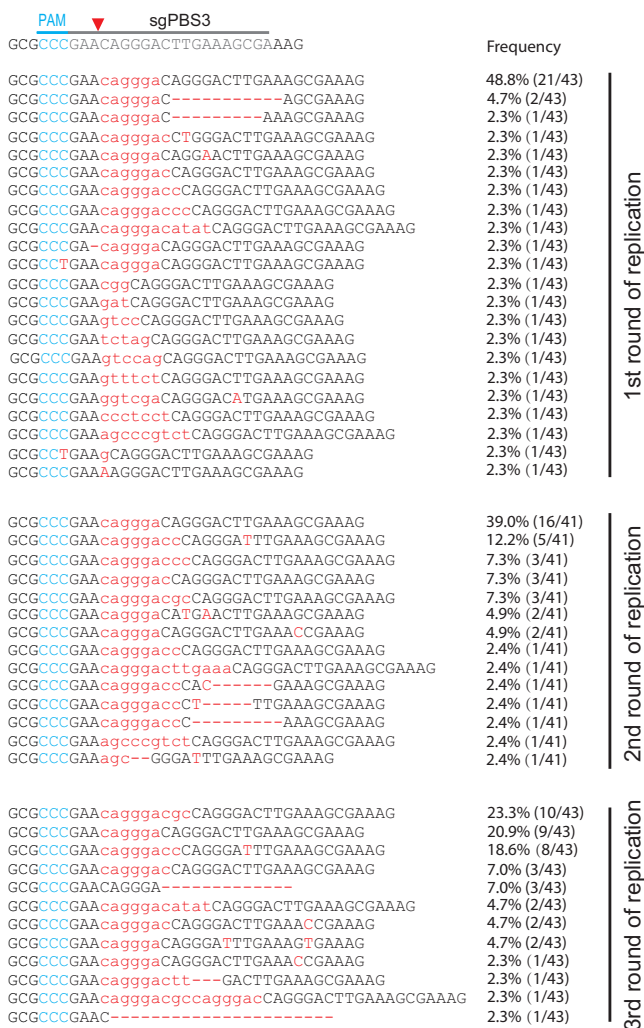 PAM sgPBS3
GCGCCCGAACAGGGACTTGAAAGCGAAAG Frequency
GCGCCCGAAcagggaCAGGGACTTGAAAGCGAAAG 48.8% (21/43)
GCGCCCGAAcagggaC-----------AGCGAAAG 4.7% (2/43)
GCGCCCGAAcagggaC---------AAAGCGAAAG 2.3% (1/43)
GCGCCCGAAcagggacCTGGGACTTGAAAGCGAAAG 2.3% (1/43)
GCGCCCGAAcagggaCAGGAACTTGAAAGCGAAAG 2.3% (1/43)
GCGCCCGAAcagggacCAGGGACTTGAAAGCGAAAG 2.3% (1/43)
GCGCCCGAAcagggaccCAGGGACTTGAAAGCGAAAG 2.3% (1/43)
GCGCCCGAAcagggacccCAGGGACTTGAAAGCGAAAG 2.3% (1/43)
GCGCCCGAAcagggacatatCAGGGACTTGAAAGCGAAAG 2.3% (1/43)
GCGCCCGA-cagggaCAGGGACTTGAAAGCGAAAG 2.3% (1/43)
GCGCCTGAAcagggaCAGGGACTTGAAAGCGAAAG 2.3% (1/43)
GCGCCCGAAcggCAGGGACTTGAAAGCGAAAG 2.3% (1/43)
GCGCCCGAAgatCAGGGACTTGAAAGCGAAAG 2.3% (1/43)
GCGCCCGAAgtccCAGGGACTTGAAAGCGAAAG 2.3% (1/43)
GCGCCCGAAtctagCAGGGACTTGAAAGCGAAAG 2.3% (1/43)
GCGCCCGAAgtccagCAGGGACTTGAAAGCGAAAG 2.3% (1/43)
GCGCCCGAAgtttctCAGGGACTTGAAAGCGAAAG 2.3% (1/43)
GCGCCCGAAggtcgaCAGGGACATGAAAGCGAAAG 2.3% (1/43)
GCGCCCGAAccctcctCAGGGACTTGAAAGCGAAAG 2.3% (1/43)
GCGCCCGAAagcccgtctCAGGGACTTGAAAGCGAAAG 2.3% (1/43)
GCGCCTGAAgCAGGGACTTGAAAGCGAAAG 2.3% (1/43)
GCGCCCGAAAAGGGACTTGAAAGCGAAAG 2.3% (1/43)
1st round of replication
GCGCCCGAAcagggaCAGGGACTTGAAAGCGAAAG 39.0% (16/41)
GCGCCCGAAcagggaccCAGGGATTTGAAAGCGAAAG 12.2% (5/41)
GCGCCCGAAcagggacccCAGGGACTTGAAAGCGAAAG 7.3% (3/41)
GCGCCCGAAcagggacCAGGGACTTGAAAGCGAAAG 7.3% (3/41)
GCGCCCGAAcagggacgcCAGGGACTTGAAAGCGAAAG 7.3% (3/41)
GCGCCCGAAcagggaCATGAACTTGAAAGCGAAAG 4.9% (2/41)
GCGCCCGAAcagggaCAGGGACTTGAAACCGAAAG 4.9% (2/41)
GCGCCCGAAcagggaccCAGGGACTTGAAAGCGAAAG 2.4% (1/41)
GCGCCCGAAcagggacttgaaaCAGGGACTTGAAAGCGAAAG 2.4% (1/41)
GCGCCCGAAcagggaccCAC------GAAAGCGAAAG 2.4% (1/41)
GCGCCCGAAcagggaccCT-----TTGAAAGCGAAAG 2.4% (1/41)
GCGCCCGAAcagggaccC---------AAAGCGAAAG 2.4% (1/41)
GCGCCCGAAagcccgtctCAGGGACTTGAAAGCGAAAG 2.4% (1/41)
GCGCCCGAAagc--GGGATTTGAAAGCGAAAG 2.4% (1/41)
2nd round of replication
GCGCCCGAAcagggacgcCAGGGACTTGAAAGCGAAAG 23.3% (10/43)
GCGCCCGAAcagggaCAGGGACTTGAAAGCGAAAG 20.9% (9/43)
GCGCCCGAAcagggaccCAGGGATTTGAAAGCGAAAG 18.6% (8/43)
GCGCCCGAAcagggacCAGGGACTTGAAAGCGAAAG 7.0% (3/43)
GCGCCCGAACAGGGA------------- 7.0% (3/43)
GCGCCCGAAcagggacatatCAGGGACTTGAAAGCGAAAG 4.7% (2/43)
GCGCCCGAAcagggacCAGGGACTTGAAACCGAAAG 4.7% (2/43)
GCGCCCGAAcagggaCAGGGATTTGAAAGTGAAAG 4.7% (2/43)
GCGCCCGAAcagggaCAGGGACTTGAAACCGAAAG 2.3% (1/43)
GCGCCCGAAcagggactt---GACTTGAAAGCGAAAG 2.3% (1/43)
GCGCCCGAAcagggacgccagggacCAGGGACTTGAAAGCGAAAG 2.3% (1/43)
GCGCCCGAAC---------------------- 2.3% (1/43)
3rd round of replication